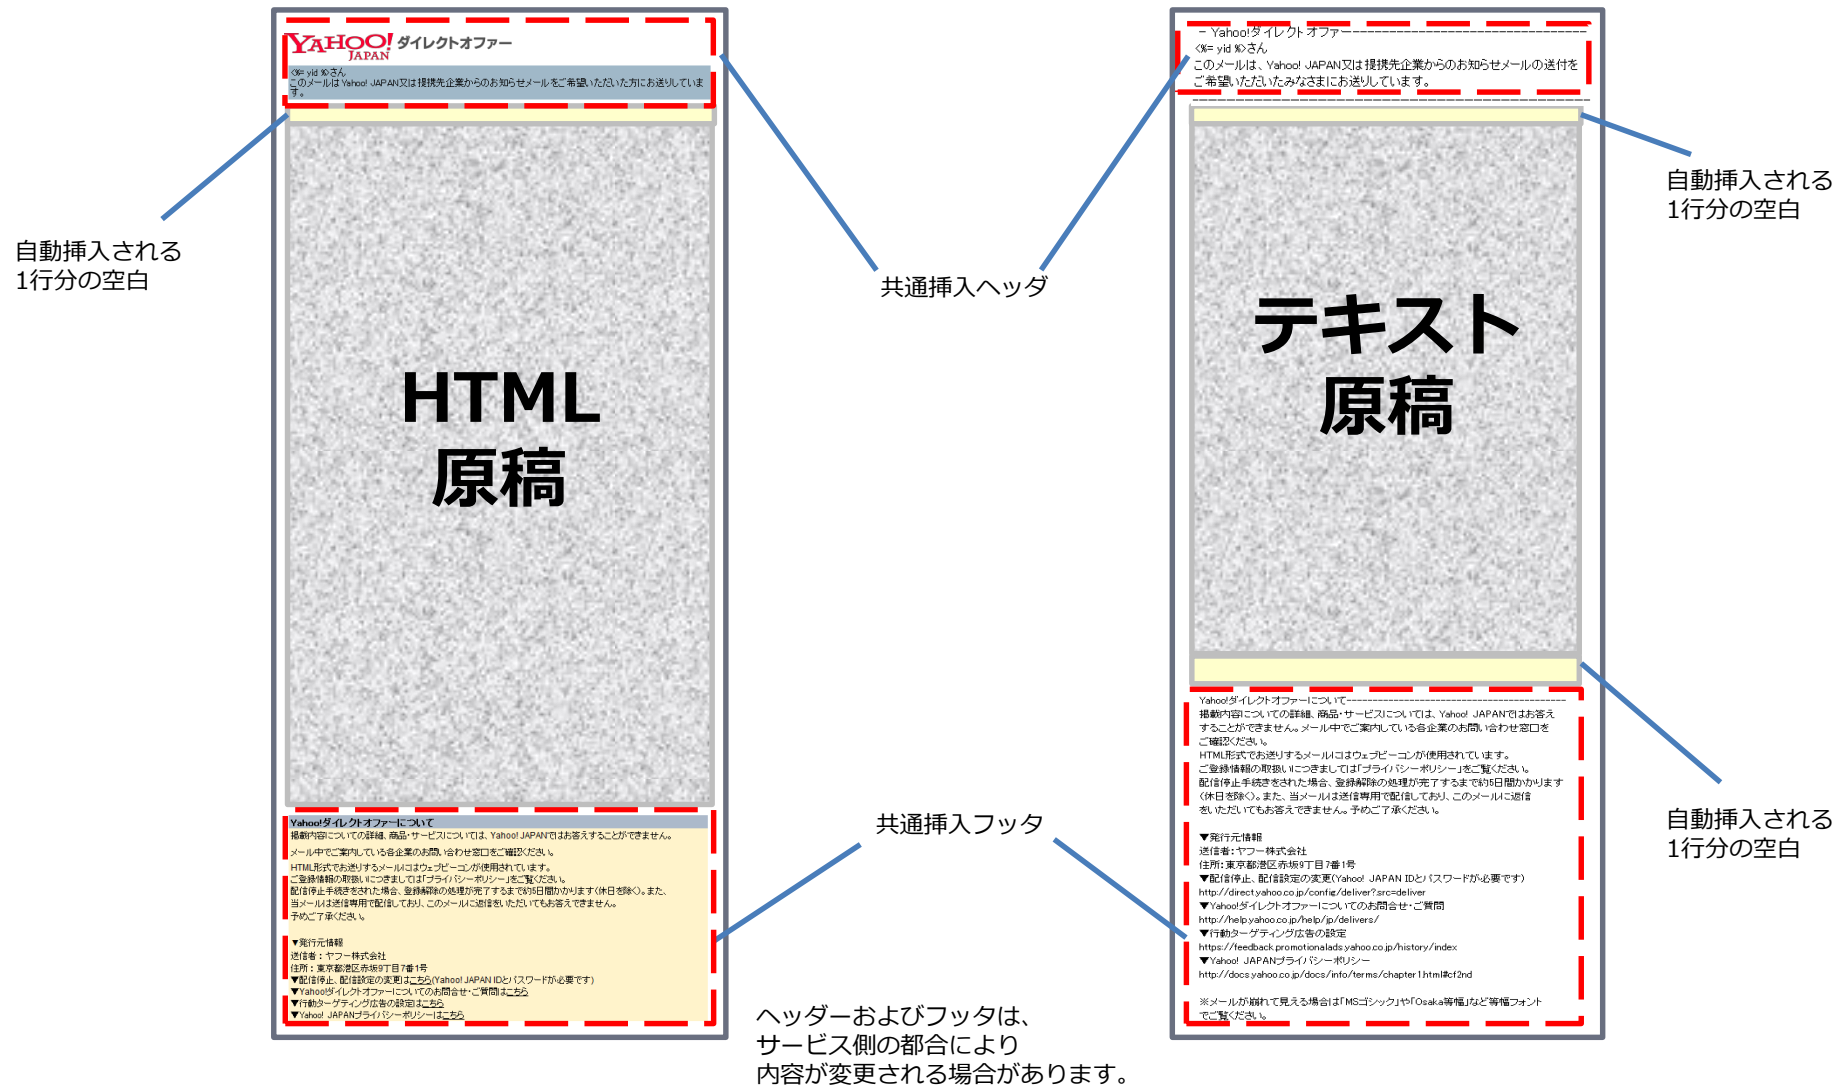 YAHOO!
JAPAN
ダイレクトオファー
<%= yid %>さん
このメールは Yahoo! JAPAN又は提携先企業からのお知らせメールをご希望いただいた方にお送りしていま
す。
自動挿入される
1行分の空白
HTML
原稿
Yahoo!ダイレクトオファーについて
掲載内容についての詳細、商品・サービスについては、Yahoo! JAPANではお答えすることができません。
メール中でご案内している各企業のお問い合わせ窓口をご確認ください。
HTML形式でお送りするメールにはウェブビーコンが使用されています。
ご登録情報の取扱いにつきましては「プライバシーポリシー」をご覧ください。
配信停止手続きをされた場合、登録解除の処理が完了するまで約5日間かかります(休日を除く)。また、
当メールは送信専用で配信しており、このメールに返信をいただいてもお答えできません。
予めご了承ください。
▼発行元情報
送信者:ヤフー株式会社
住所:東京都港区赤坂9丁目7番1号
▼配信停止、配信設定の変更はこちら(Yahoo! JAPAN IDとパスワードが必要です)
▼Yahoo!ダイレクトオファーについてのお問合せ・ご質問はこちら
▼行動ターゲティング広告の設定はこちら
▼Yahoo! JAPANプライバシーポリシーはこちら
共通挿入ヘッダ
共通挿入フッタ
ヘッダーおよびフッタは、
サービス側の都合により
内容が変更される場合があります。
- Yahoo!ダイレクトオファー-----------------------------------
<%= yid %>さん
このメールは、Yahoo! JAPAN又は提携先企業からのお知らせメールの送付を
ご希望いただいたみなさまにお送りしています。
------------------------------------------------------------
自動挿入される
1行分の空白
テキスト
原稿
自動挿入される
1行分の空白
Yahoo!ダイレクトオファーについて-----------------------------------
掲載内容についての詳細、商品・サービスについては、Yahoo! JAPANではお答え
することができません。メール中でご案内している各企業のお問い合わせ窓口を
ご確認ください。
HTML形式でお送りするメールにはウェブビーコンが使用されています。
ご登録情報の取扱いにつきましては「プライバシーポリシー」をご覧ください。
配信停止手続きをされた場合、登録解除の処理が完了するまで約5日間かかります
(休日を除く)。また、当メールは送信専用で配信しており、このメールに返信
をいただいてもお答えできません。予めご了承ください。
▼発行元情報
送信者:ヤフー株式会社
住所:東京都港区赤坂9丁目7番1号
▼配信停止、配信設定の変更(Yahoo! JAPAN IDとパスワードが必要です)
http://direct.yahoo.co.jp/config/deliver?.src=deliver
▼Yahoo!ダイレクトオファーについてのお問合せ・ご質問
http://help.yahoo.co.jp/help/jp/delivers/
▼行動ターゲティング広告の設定
https://feedback.promotionalads.yahoo.co.jp/history/index
▼Yahoo! JAPANプライバシーポリシー
http://docs.yahoo.co.jp/docs/info/terms/chapter1.html#cf2nd
※メールが崩れて見える場合は「MSゴシック」や「Osaka等幅」など等幅フォント
でご覧ください。